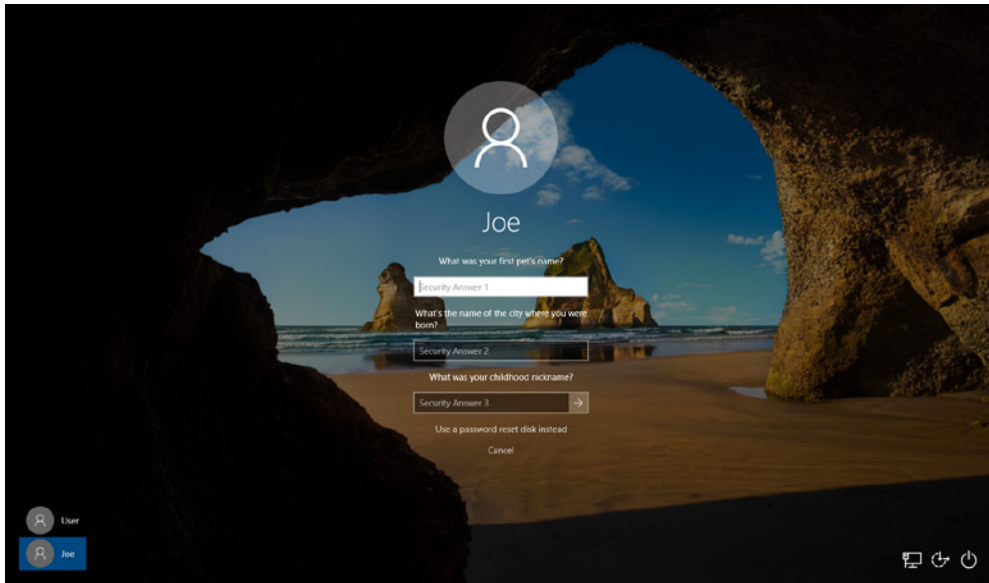 Joe
What was your first pet's name?
Security Answer 1
What's the name of the city where you were
born?
Security Answer 2
What was your childhood nickname?
Security Answer 3
Use a password reset disk instead
Cancel
User
Joe